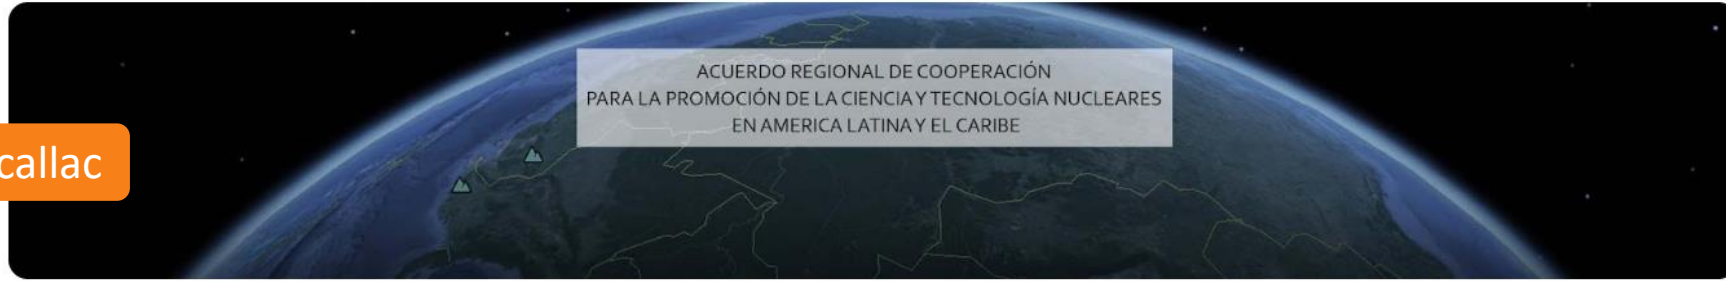 ACUERDO REGIONAL DE COOPERACIÓN
PARA LA PROMOCIÓN DE LA CIENCIA Y TECNOLOGÍA NUCLEARES
EN AMERICA LATINA Y EL CARIBE
callac